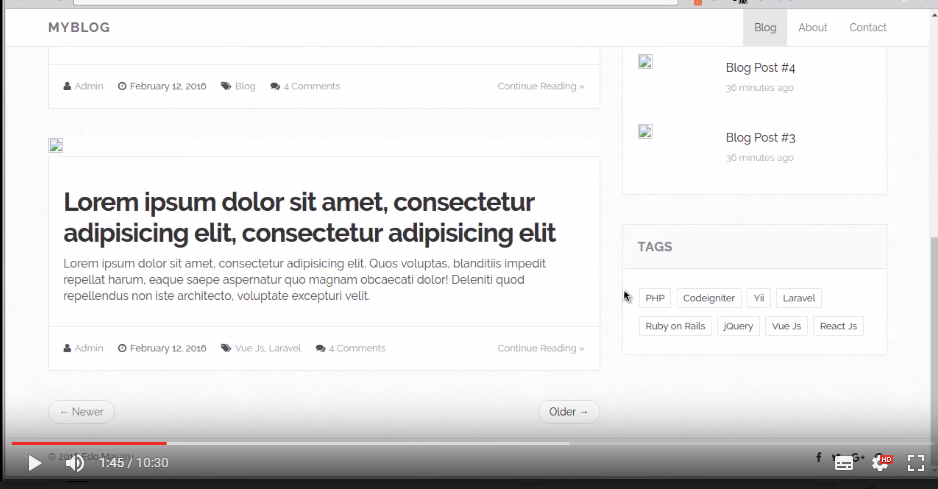 MYBLOG
Blog About Contact
Admin February 12, 2016 Blog 4 Comments Continue Reading »
Blog Post #4
36 minutes ago
Blog Post #3
36 minutes ago
Lorem ipsum dolor sit amet, consectetur
adipisicing elit, consectetur adipisicing elit
Lorem ipsum dolor sit amet, consectetur adipisicing elit. Quos voluptas, blanditiis impedit
repellat harum, eaque saepe aspernatur quo magnam obcaecati dolor! Deleniti quod
repellendus non iste architecto, voluptate excepturi velit.
Admin February 12, 2016 Vue Js, Laravel 4 Comments Continue Reading »
TAGS
PHP Codeigniter Yii Laravel
Ruby on Rails jQuery Vue Js React Js
← Newer Older →
Edo
1:45 / 10:30 HD